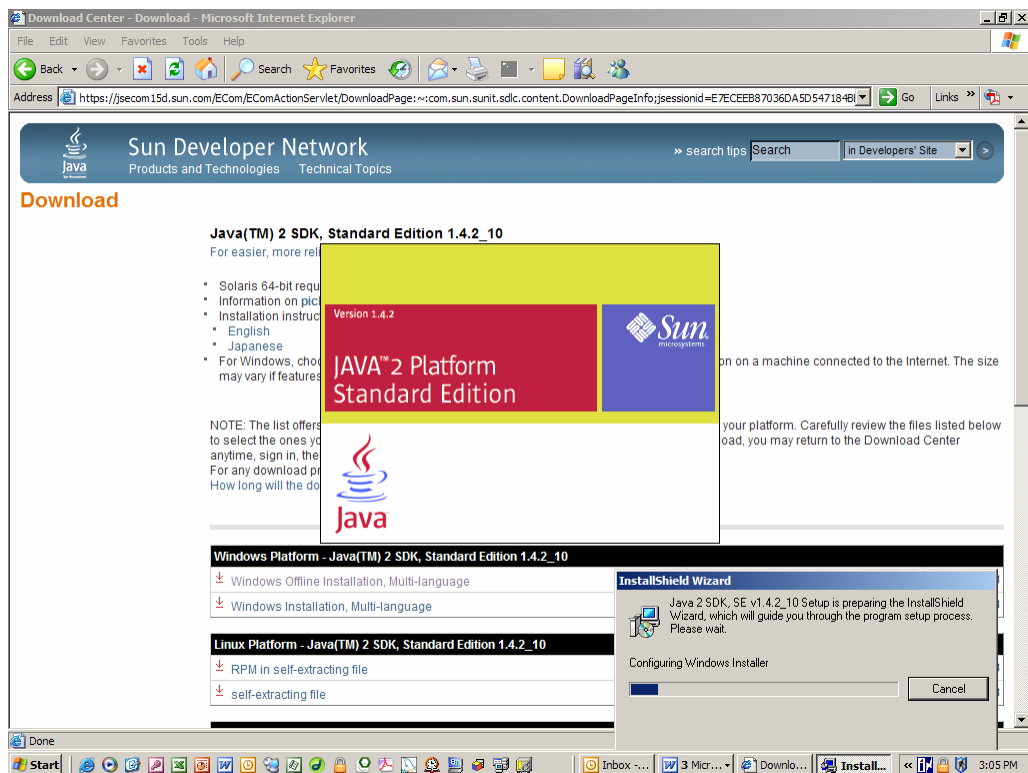 Download Center - Download - Microsoft Internet Explorer
File Edit View Favorites Tools Help
Back Search Favorites
Address https://jsecom15d.sun.com/ECom/EComActionServlet/DownloadPage:~:com.sun.sunit.sdlc.content.DownloadPageInfo;jsessionid=E7ECEEB87036DA5D547184B Go Links »
Java
Sun Developer Network
Products and Technologies Technical Topics
» search tips Search in Developers' Site
Download
Java(TM) 2 SDK, Standard Edition 1.4.2_10
For easier, more reli
Solaris 64-bit requ
Information on pic
Installation instruc
English
Japanese
For Windows, choo on on a machine connected to the Internet. The size
may vary if features
NOTE: The list offers your platform. Carefully review the files listed below
to select the ones yo oad, you may return to the Download Center
anytime, sign in, the
For any download pr
How long will the do
Version 1.4.2
JAVA™2 Platform
Standard Edition
Sun
microsystems
Java
Windows Platform - Java(TM) 2 SDK, Standard Edition 1.4.2_10
Windows Offline Installation, Multi-language
Windows Installation, Multi-language
Linux Platform - Java(TM) 2 SDK, Standard Edition 1.4.2_10
RPM in self-extracting file
self-extracting file
InstallShield Wizard
Java 2 SDK, SE v1.4.2_10 Setup is preparing the InstallShield
Wizard, which will guide you through the program setup process.
Please wait.
Configuring Windows Installer
Cancel
Done
Start Inbox -... 3 Micr... Downlo... Install... « 3:05 PM